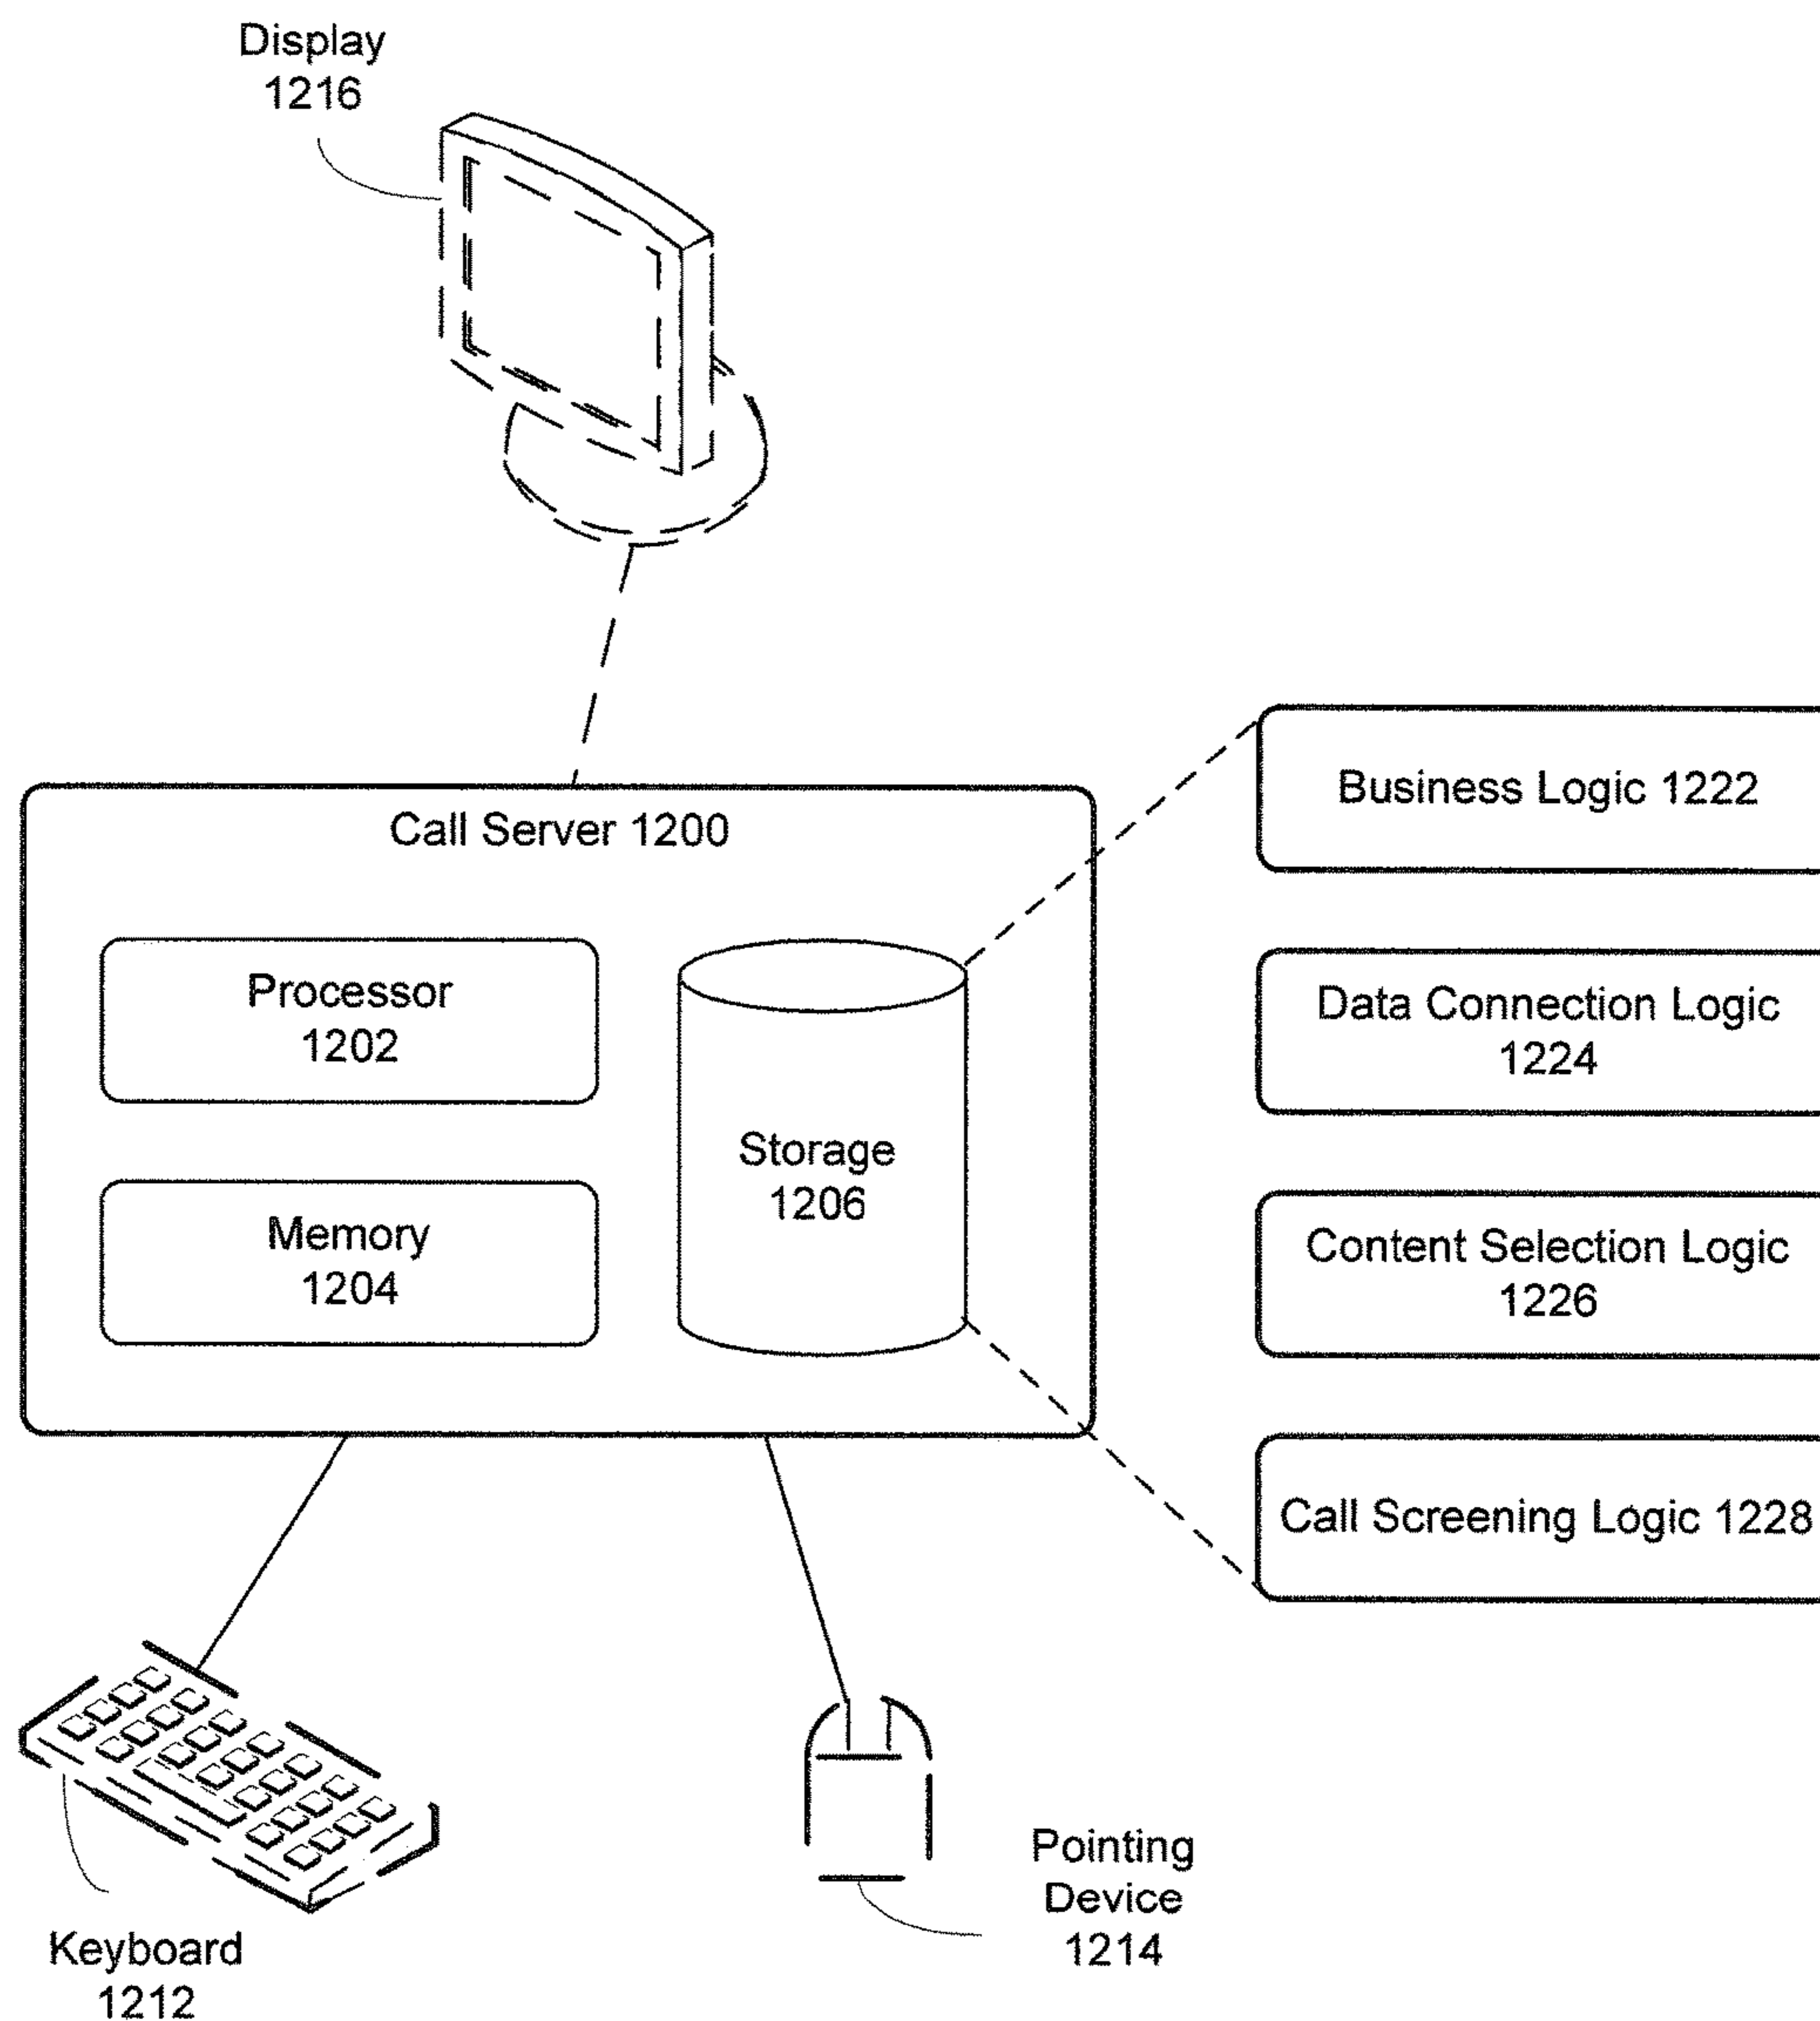 Display
1216
Call Server 1200
Processor
1202
Memory
1204
Storage
1206
Business Logic 1222
Data Connection Logic
1224
Content Selection Logic
1226
Call Screening Logic 1228
Keyboard
1212
Pointing
Device
1214